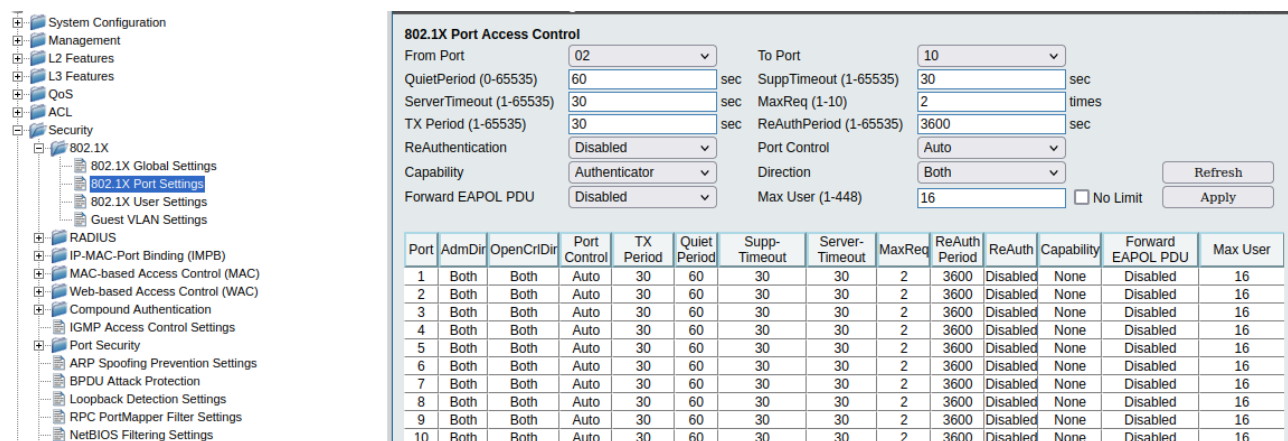 System Configuration
Management
L2 Features
L3 Features
QoS
ACL
Security
802.1X
802.1X Global Settings
802.1X Port Settings
802.1X User Settings
Guest VLAN Settings
RADIUS
IP-MAC-Port Binding (IMPB)
MAC-based Access Control (MAC)
Web-based Access Control (WAC)
Compound Authentication
IGMP Access Control Settings
Port Security
ARP Spoofing Prevention Settings
BPDU Attack Protection
Loopback Detection Settings
RPC PortMapper Filter Settings
NetBIOS Filtering Settings
802.1X Port Access Control
From Port 02 To Port 10
QuietPeriod (0-65535) 60 sec SuppTimeout (1-65535) 30 sec
ServerTimeout (1-65535) 30 sec MaxReq (1-10) 2 times
TX Period (1-65535) 30 sec ReAuthPeriod (1-65535) 3600 sec
ReAuthentication Disabled Port Control Auto
Capability Authenticator Direction Both Refresh
Forward EAPOL PDU Disabled Max User (1-448) 16 No Limit Apply
Port AdmDir OpenCrlDir Port Control TX Period Quiet Period Supp-Timeout Server-Timeout MaxReq ReAuth Period ReAuth Capability Forward EAPOL PDU Max User
1 Both Both Auto 30 60 30 30 2 3600 Disabled None Disabled 16
2 Both Both Auto 30 60 30 30 2 3600 Disabled None Disabled 16
3 Both Both Auto 30 60 30 30 2 3600 Disabled None Disabled 16
4 Both Both Auto 30 60 30 30 2 3600 Disabled None Disabled 16
5 Both Both Auto 30 60 30 30 2 3600 Disabled None Disabled 16
6 Both Both Auto 30 60 30 30 2 3600 Disabled None Disabled 16
7 Both Both Auto 30 60 30 30 2 3600 Disabled None Disabled 16
8 Both Both Auto 30 60 30 30 2 3600 Disabled None Disabled 16
9 Both Both Auto 30 60 30 30 2 3600 Disabled None Disabled 16
10 Both Both Auto 30 60 30 30 2 3600 Disabled None Disabled 16